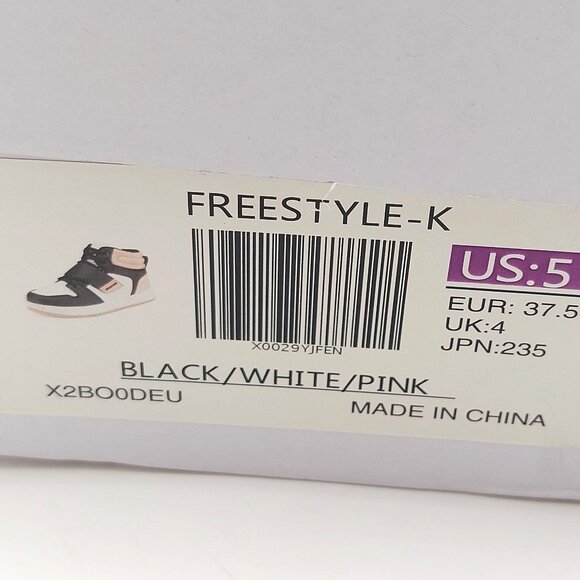 FREESTYLE-K
X0029YJFEN
US:5
EUR: 37.5
UK:4
JPN:235
BLACK/WHITE/PINK
X2BO0DEU
MADE IN CHINA